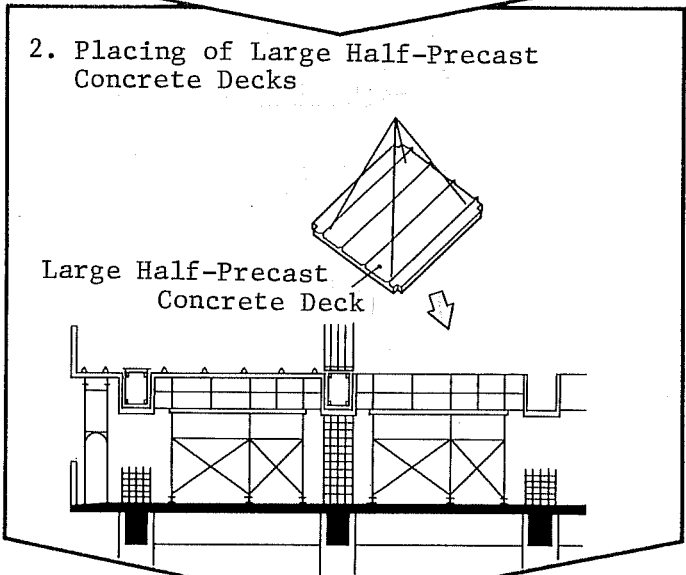 2. Placing of Large Half-Precast
Concrete Decks
Large Half-Precast
Concrete Deck